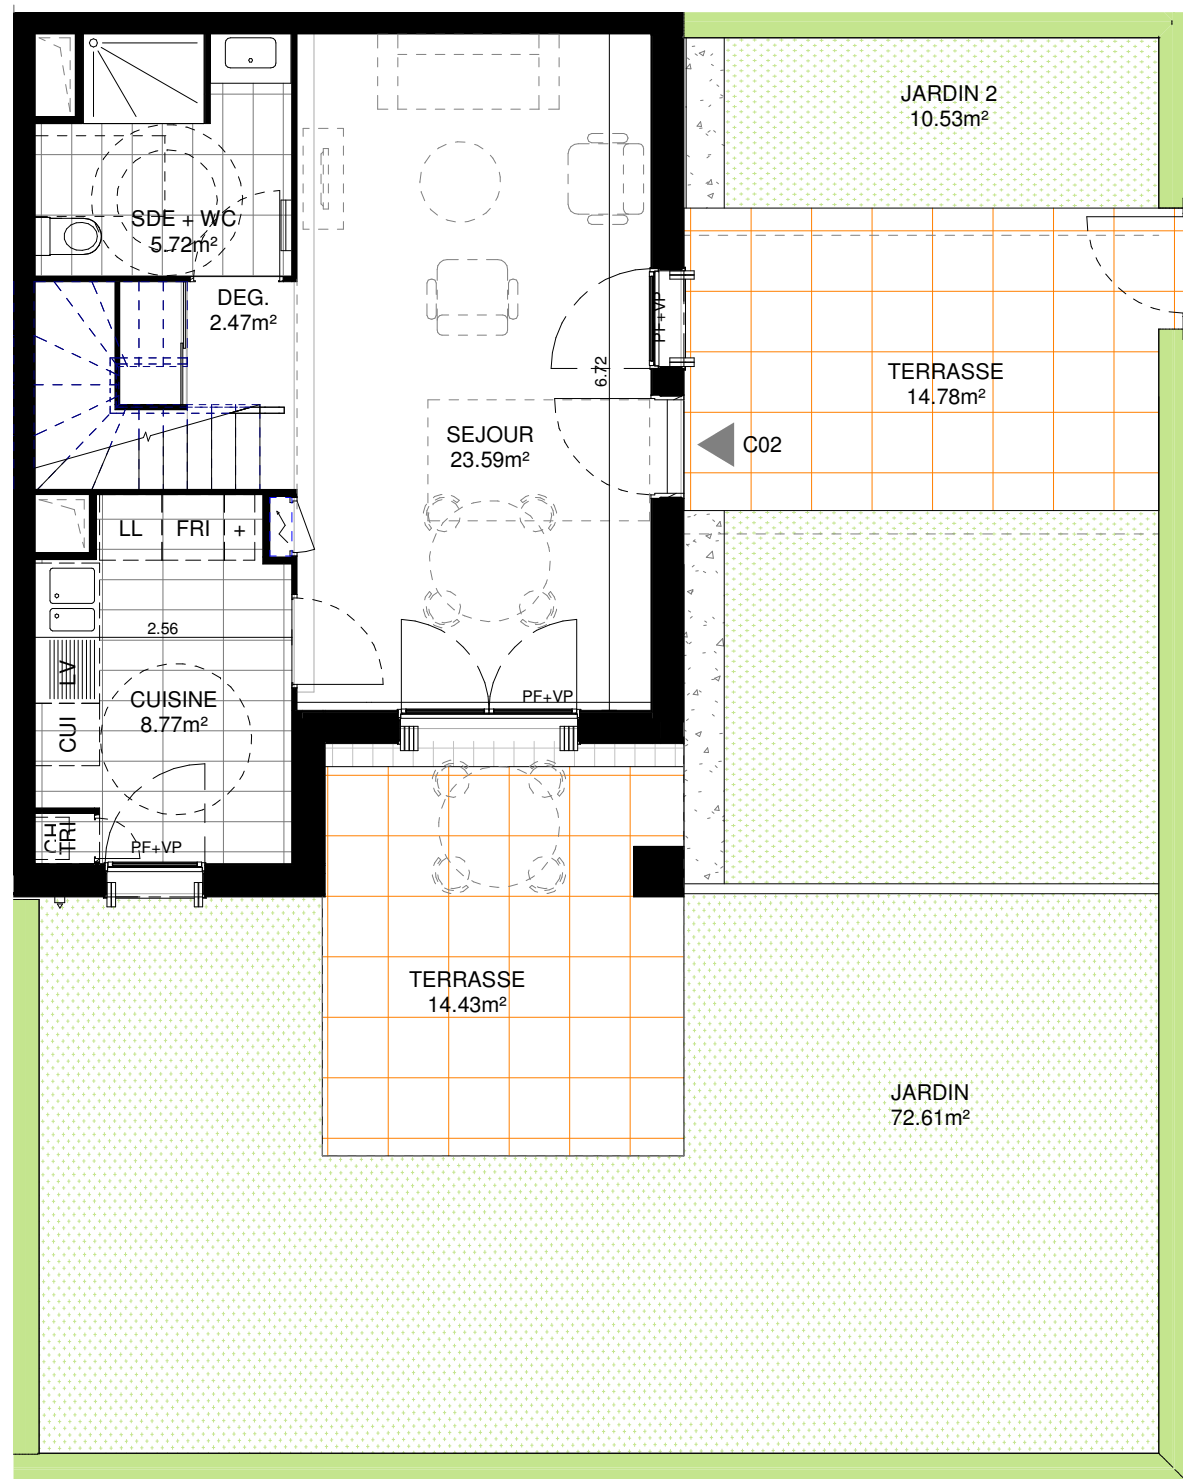 JARDIN 2
10.53m²
SDE + WC
5.72m²
DEG.
2.47m²
PF+VP
6.72
TERRASSE
14.78m²
SEJOUR
23.59m²
C02
LL
FRI
+
2.56
LV
CUISINE
8.77m²
PF+VP
CUI
CH
TRI
PF+VP
TERRASSE
14.43m²
JARDIN
72.61m²